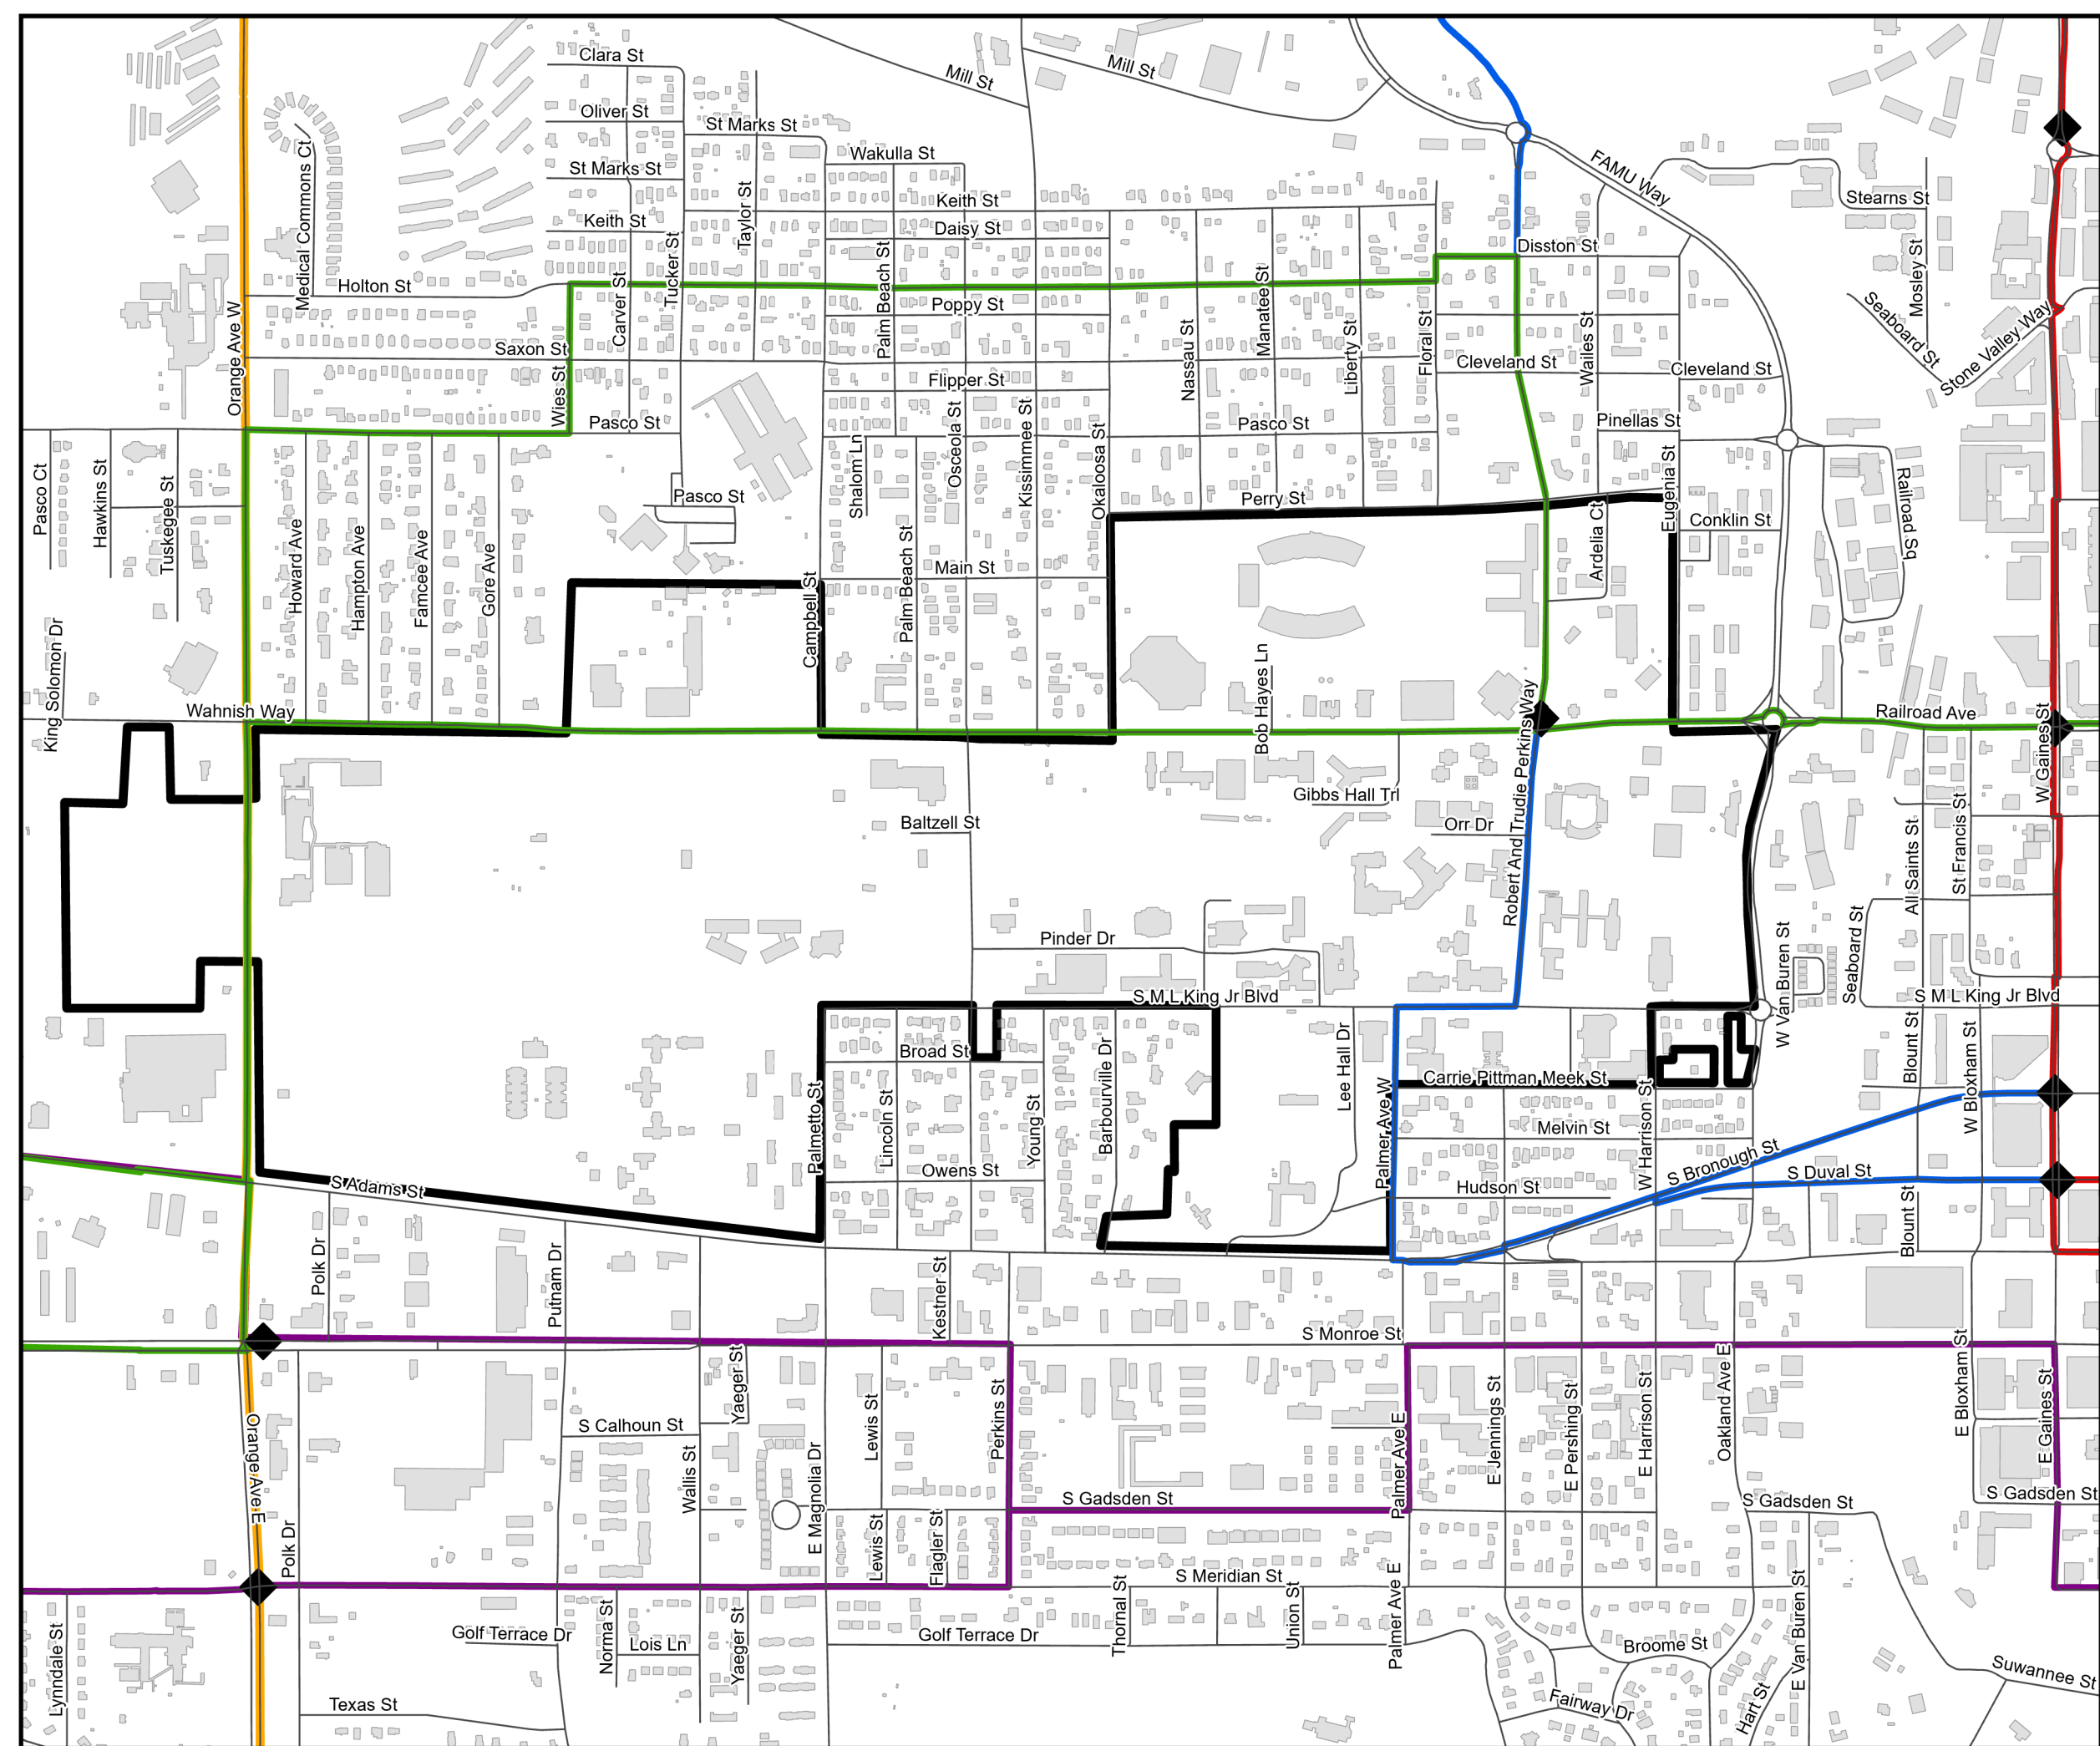 Clara St
Mill St
Mill St
Oliver St
St Marks St
Wakulla St
St Marks St
FAMU Way
Medical Commons Ct
Keith St
Stearns St
Taylor St
Keith St
Daisy St
Disston St
Mosley St
Tucker St
Palm Beach St
Holton St
Carver St
Poppy St
Manatee St
Seaboard St
Stone Valley Way
Orange Ave W
Saxon St
Nassau St
Liberty St
Floral St
Wailes St
Cleveland St
Cleveland St
Wiess St
Flipper St
Pasco St
Osceola St
Kissimmee St
Pasco St
Pinellas St
Pasco Ct
Hawkins St
Tuskegee St
Shalom Ln
Okaloosa St
Eugenia St
Railroad Sq
Pasco St
Perry St
Conklin St
Howard Ave
Hampton Ave
Famcee Ave
Gore Ave
Palm Beach St
Main St
Ardelia Ct
Campbell St
King Solomon Dr
Wahnish Way
Bob Hayes Ln
Robert And Trudie Perkins Way
Railroad Ave
W Gaines St
Gibbs Hall Trl
Baltzell St
Orr Dr
All Saints St
St Francis St
Pinder Dr
W Van Buren St
Seaboard St
S M L King Jr Blvd
S M L King Jr Blvd
Broad St
Barbourville Dr
Lee Hall Dr
Blount St
W Bloxham St
Carrie Pittman Meek St
Palmetto St
Lincoln St
Young St
Palmer Ave W
W Harrison St
Melvin St
S Bronough St
Owens St
S Duval St
S Adams St
Hudson St
Blount St
Polk Dr
Putnam Dr
Kestner St
S Monroe St
Yaeger St
E Bloxham St
E Gaines St
Orange Ave E
S Calhoun St
Wallis St
E Magnolia Dr
Lewis St
Perkins St
Palmer Ave E
E Jennings St
E Pershing St
E Harrison St
Oakland Ave E
S Gadsden St
S Gadsden St
S Gadsden St
Polk Dr
Lewis St
Flagler St
S Meridian St
Thornal St
Union St
Palmer Ave E
E Van Buren St
Lynndale St
Golf Terrace Dr
Norma St
Lois Ln
Yaeger St
Golf Terrace Dr
Broome St
Suwannee St
Texas St
Fairway Dr
Hart St